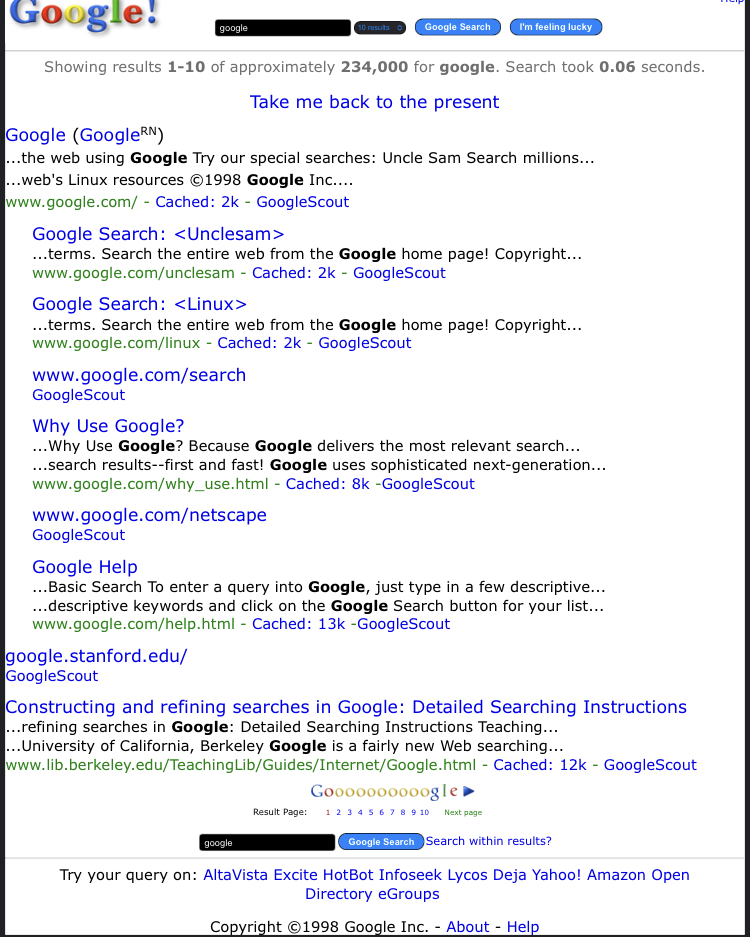 Help
Google!
google 10 results Google Search I'm feeling lucky
Showing results 1-10 of approximately 234,000 for google. Search took 0.06 seconds.
Take me back to the present
Google (GoogleRN)
...the web using Google Try our special searches: Uncle Sam Search millions...
...web's Linux resources ©1998 Google Inc....
www.google.com/ - Cached: 2k - GoogleScout
Google Search: <Unclesam>
...terms. Search the entire web from the Google home page! Copyright...
www.google.com/unclesam - Cached: 2k - GoogleScout
Google Search: <Linux>
...terms. Search the entire web from the Google home page! Copyright...
www.google.com/linux - Cached: 2k - GoogleScout
www.google.com/search
GoogleScout
Why Use Google?
...Why Use Google? Because Google delivers the most relevant search...
...search results--first and fast! Google uses sophisticated next-generation...
www.google.com/why_use.html - Cached: 8k -GoogleScout
www.google.com/netscape
GoogleScout
Google Help
...Basic Search To enter a query into Google, just type in a few descriptive...
...descriptive keywords and click on the Google Search button for your list...
www.google.com/help.html - Cached: 13k -GoogleScout
google.stanford.edu/
GoogleScout
Constructing and refining searches in Google: Detailed Searching Instructions
...refining searches in Google: Detailed Searching Instructions Teaching...
...University of California, Berkeley Google is a fairly new Web searching...
www.lib.berkeley.edu/TeachingLib/Guides/Internet/Google.html - Cached: 12k - GoogleScout
Goooooooooogle
Result Page: 1 2 3 4 5 6 7 8 9 10 Next page
google Google Search Search within results?
Try your query on: AltaVista Excite HotBot Infoseek Lycos Deja Yahoo! Amazon Open
Directory eGroups
Copyright ©1998 Google Inc. - About - Help